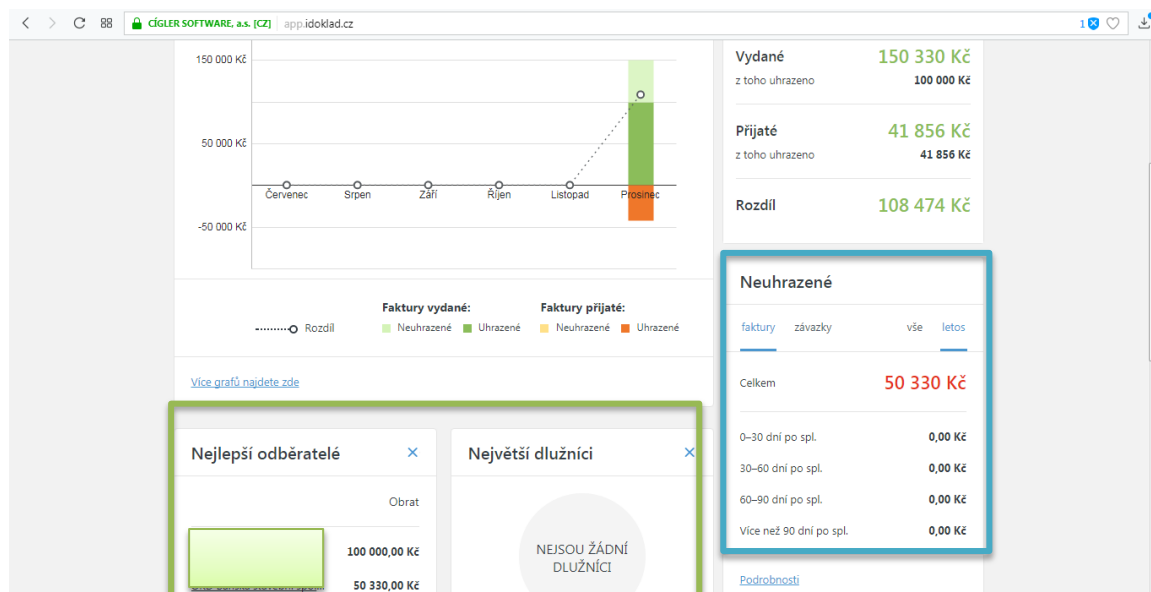 CÍGLER SOFTWARE, a.s. [CZ] app.idoklad.cz 1
150 000 Kč
50 000 Kč
-50 000 Kč
Červenec Srpen Září Říjen Listopad Prosinec
Faktury vydané: Faktury přijaté:
Rozdíl Neuhrazené Uhrazené Neuhrazené Uhrazené
Více grafů najdete zde
Vydané 150 330 Kč
z toho uhrazeno 100 000 Kč
Přijaté 41 856 Kč
z toho uhrazeno 41 856 Kč
Rozdíl 108 474 Kč
Neuhrazené
faktury závazky vše letos
Celkem 50 330 Kč
0–30 dní po spl. 0,00 Kč
30–60 dní po spl. 0,00 Kč
60–90 dní po spl. 0,00 Kč
Více než 90 dní po spl. 0,00 Kč
Podrobnosti
Nejlepší odběratelé
Obrat
100 000,00 Kč
50 330,00 Kč
Největší dlužníci
NEJSOU ŽÁDNÍ
DLUŽNÍCI